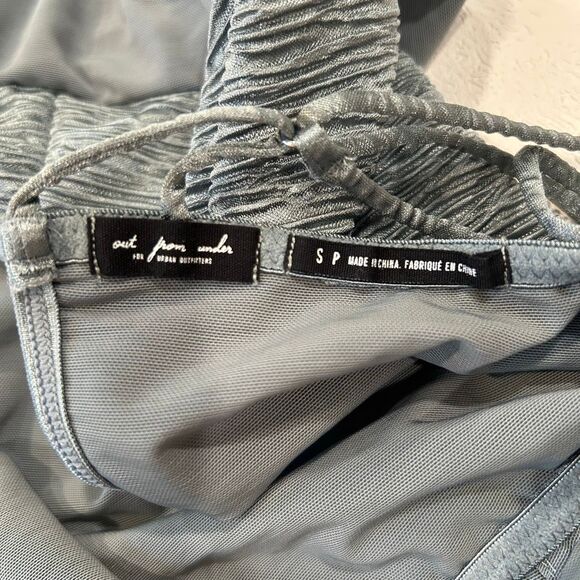 out from under
FOR URBAN OUTFITTERS
S P MADE IN CHINA. FABRIQUÉ EN CHINE